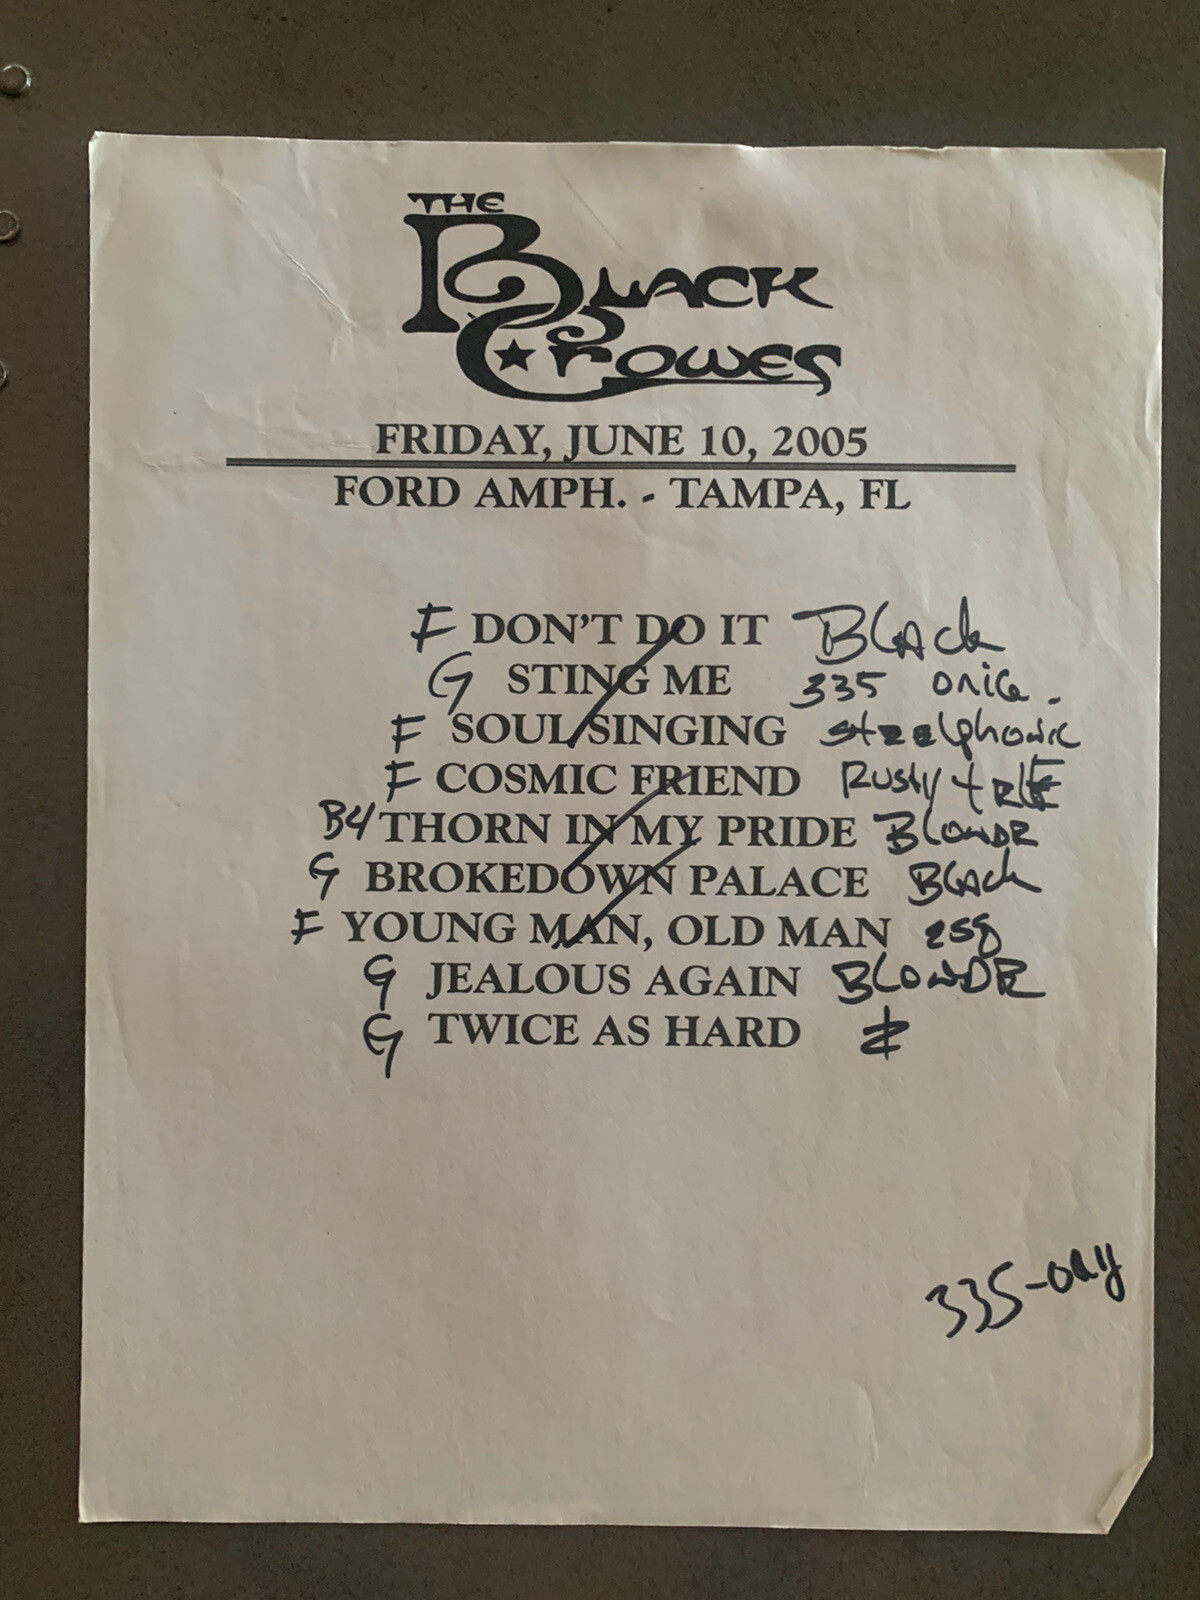 THE
BLACK
CROWES
FRIDAY, JUNE 10, 2005
FORD AMPH. - TAMPA, FL
F DON'T DO IT Black
G STING ME 335
F SOUL SINGING steelphonic
F COSMIC FRIEND Rusty +
B4 THORN IN MY PRIDE BLONDE
G BROKEDOWN PALACE Black
F YOUNG MAN, OLD MAN
G JEALOUS AGAIN BLONDE
G TWICE AS HARD
335-only